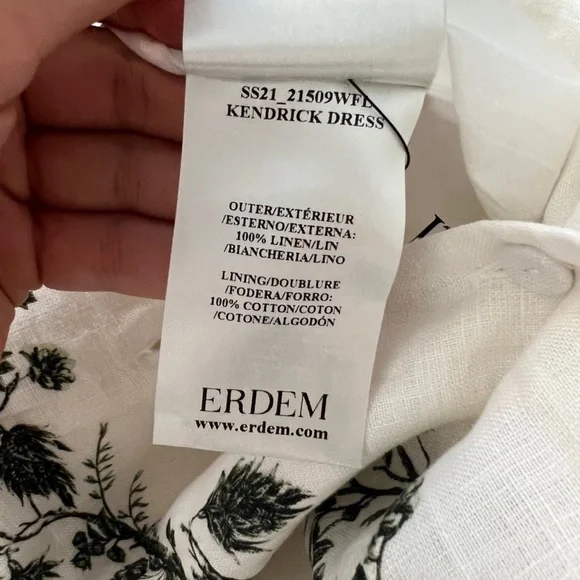 SS21_21509WFL
KENDRICK DRESS
OUTER/EXTÉRIEUR
/ESTERNO/EXTERNA:
100% LINEN/LIN
/BIANCHERIA/LINO
LINING/DOUBLURE
/FODERA/FORRO:
100% COTTON/COTON
/COTONE/ALGODÓN
ERDEM
www.erdem.com